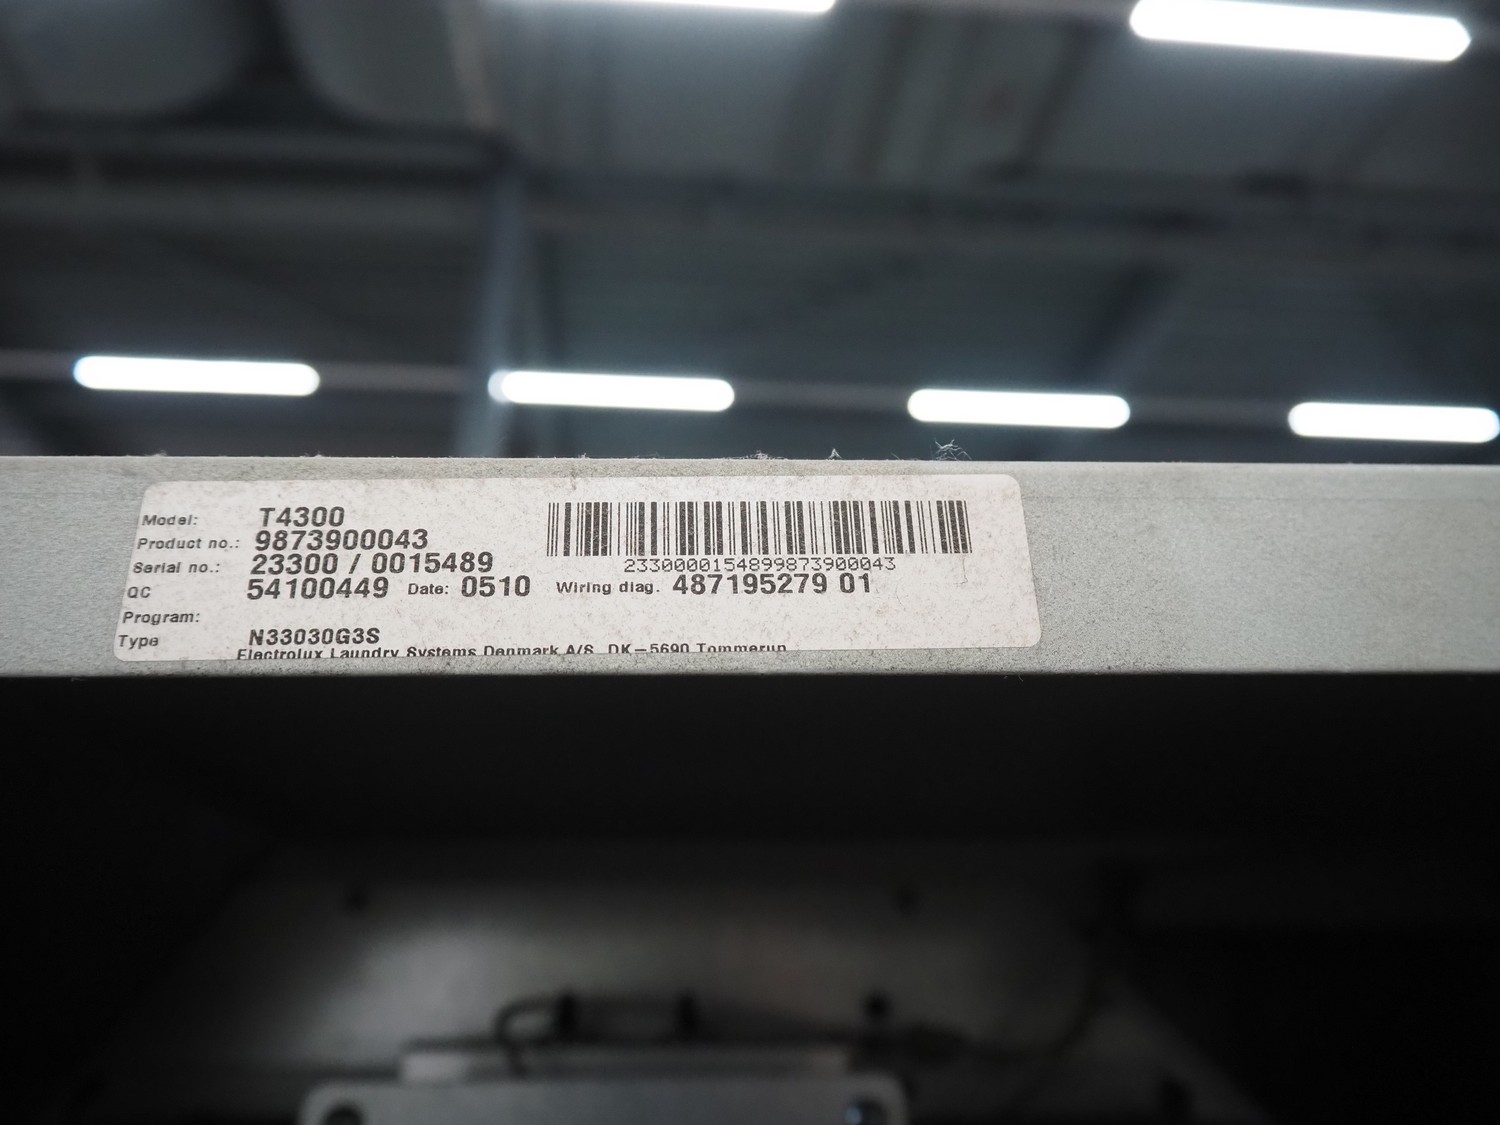 Model: T4300
Product no.: 9873900043
Serial no.: 23300 / 0015489
2330000154899873900043
QC 54100449 Date: 0510 Wiring diag. 487195279 01
Program:
Type N33030G3S
Electrolux Laundry Systems Denmark A/S, DK-5690 Tommerup